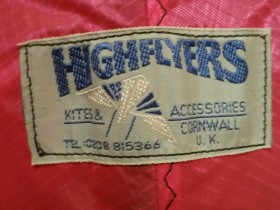 HIGHFLYERS
KITES & ACCESSORIES
CORNWALL
TEL:(0208 815366 U.K.